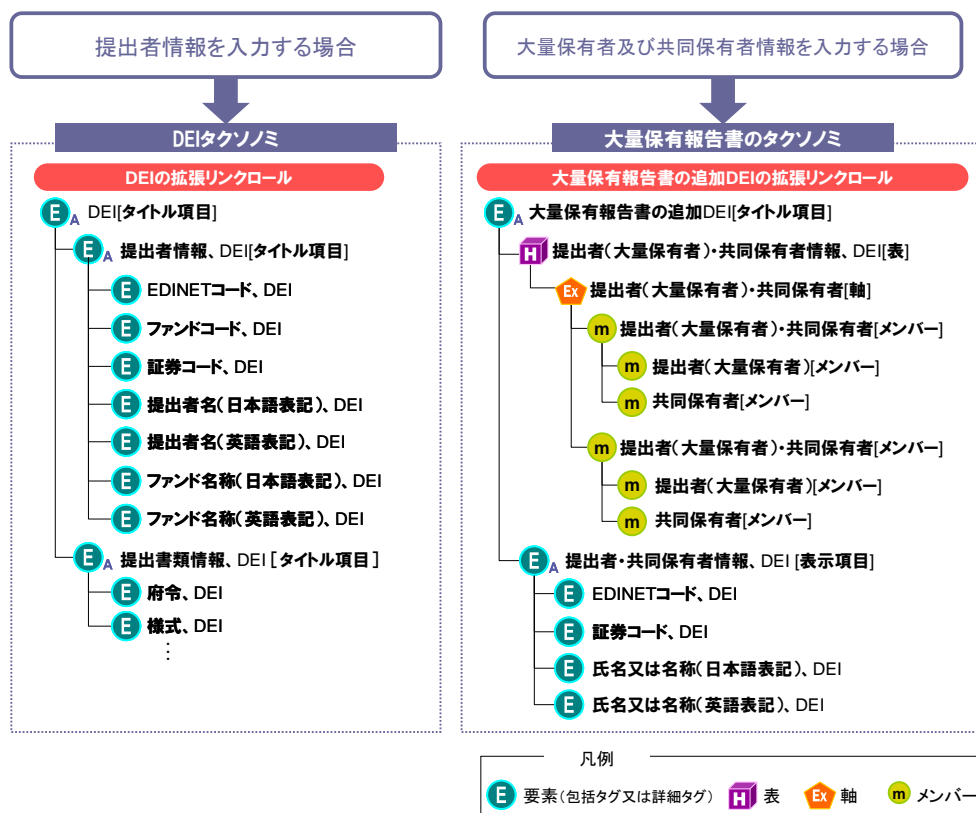 提出者情報を入力する場合
DEIタクソノミ
DEIの拡張リンクロール
E A DEI[タイトル項目]
E A 提出者情報、DEI[タイトル項目]
E EDINETコード、DEI
E ファンドコード、DEI
E 証券コード、DEI
E 提出者名(日本語表記)、DEI
E 提出者名(英語表記)、DEI
E ファンド名称(日本語表記)、DEI
E ファンド名称(英語表記)、DEI
E A 提出書類情報、DEI[タイトル項目]
E 府令、DEI
E 様式、DEI
⋮
大量保有者及び共同保有者情報を入力する場合
大量保有報告書のタクソノミ
大量保有報告書の追加DEIの拡張リンクロール
E A 大量保有報告書の追加DEI[タイトル項目]
H 提出者(大量保有者)・共同保有者情報、DEI[表]
Ex 提出者(大量保有者)・共同保有者[軸]
m 提出者(大量保有者)・共同保有者[メンバー]
m 提出者(大量保有者)[メンバー]
m 共同保有者[メンバー]
m 提出者(大量保有者)・共同保有者[メンバー]
m 提出者(大量保有者)[メンバー]
m 共同保有者[メンバー]
E A 提出者・共同保有者情報、DEI [表示項目]
E EDINETコード、DEI
E 証券コード、DEI
E 氏名又は名称(日本語表記)、DEI
E 氏名又は名称(英語表記)、DEI
凡例
E 要素(包括タグ又は詳細タグ) H 表 Ex 軸 m メンバー